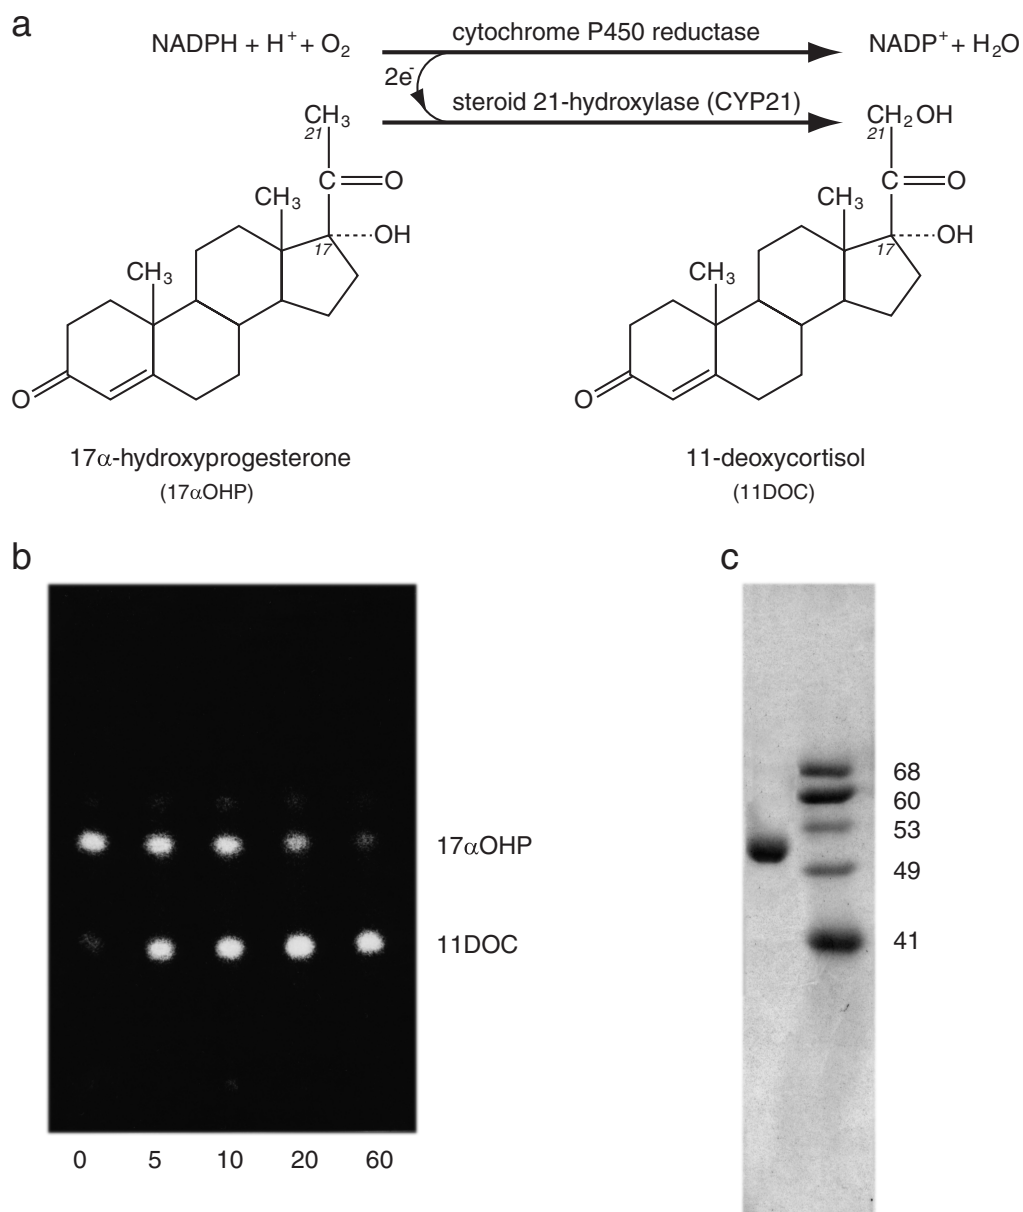 a
NADPH + H⁺ + O₂
cytochrome P450 reductase
NADP⁺ + H₂O
2e⁻
steroid 21-hydroxylase (CYP21)
CH₃
21
CH₂OH
21
C
O
C
O
CH₃
CH₃
17
OH
17
OH
CH₃
CH₃
O
O
17α-hydroxyprogesterone
11-deoxycortisol
(17αOHP)
(11DOC)
b
c
68
60
53
17αOHP
49
11DOC
41
0 5 10 20 60